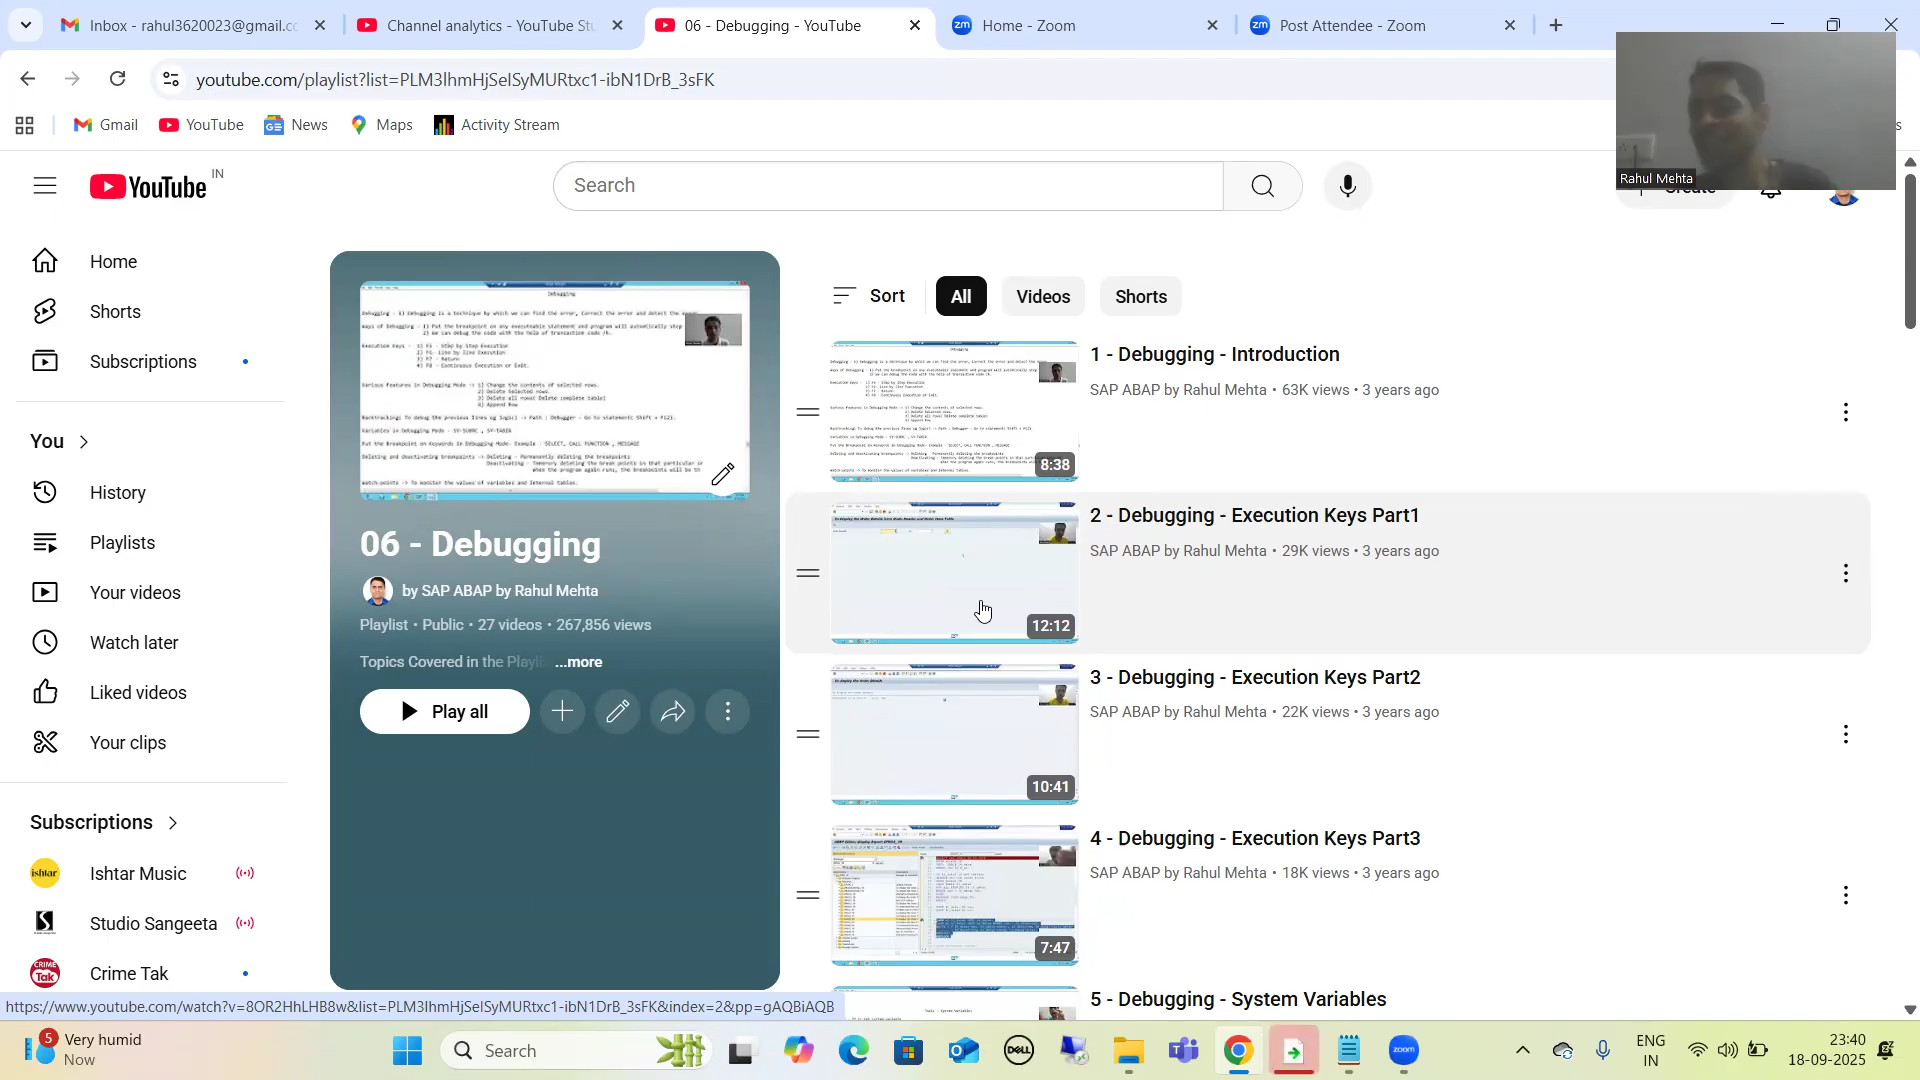 Inbox - rahul3620023@gmail.cc
Channel analytics - YouTube Stu
06 - Debugging - YouTube
Home - Zoom
Post Attendee - Zoom
youtube.com/playlist?list=PLM3lhmHjSelSyMURtxc1-ibN1DrB_3sFK
Gmail
YouTube
News
Maps
Activity Stream
Rahul Mehta
YouTube IN
Search
Create
Home
Shorts
Subscriptions
You
History
Playlists
Your videos
Watch later
Liked videos
Your clips
Subscriptions
Ishtar Music
Studio Sangeeta
Crime Tak
06 - Debugging
by SAP ABAP by Rahul Mehta
Playlist • Public • 27 videos • 267,856 views
Topics Covered in the Playli ...more
Play all
Sort
All
Videos
Shorts
1 - Debugging - Introduction
SAP ABAP by Rahul Mehta • 63K views • 3 years ago
8:38
2 - Debugging - Execution Keys Part1
SAP ABAP by Rahul Mehta • 29K views • 3 years ago
12:12
3 - Debugging - Execution Keys Part2
SAP ABAP by Rahul Mehta • 22K views • 3 years ago
10:41
4 - Debugging - Execution Keys Part3
SAP ABAP by Rahul Mehta • 18K views • 3 years ago
7:47
5 - Debugging - System Variables
https://www.youtube.com/watch?v=8OR2HhLHB8w&list=PLM3lhmHjSelSyMURtxc1-ibN1DrB_3sFK&index=2&pp=gAQBiAQB
5
Very humid
Now
Search
DELL
zoom
ENG
IN
23:40
18-09-2025